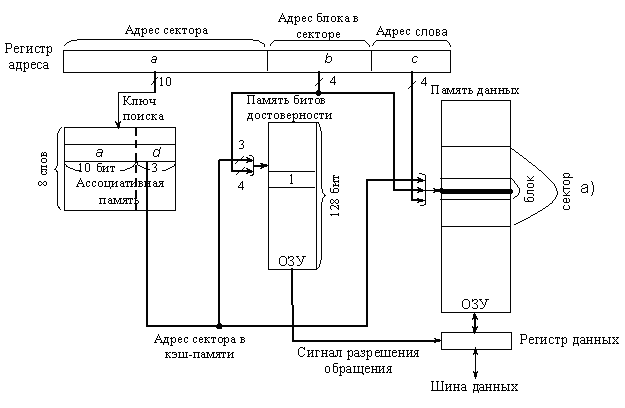 Адрес сектора
Адрес блока в
секторе
Адрес слова
Регистр
адреса
a
b
c
10
4
4
Ключ
поиска
Память битов
достоверности
Память данных
8 слов
a
d
10 бит
3
Ассоциативная
память
3
4
1
128 бит
ОЗУ
блок
сектор
а)
ОЗУ
Адрес сектора в
кэш-памяти
Сигнал разрешения
обращения
Регистр данных
Шина данных